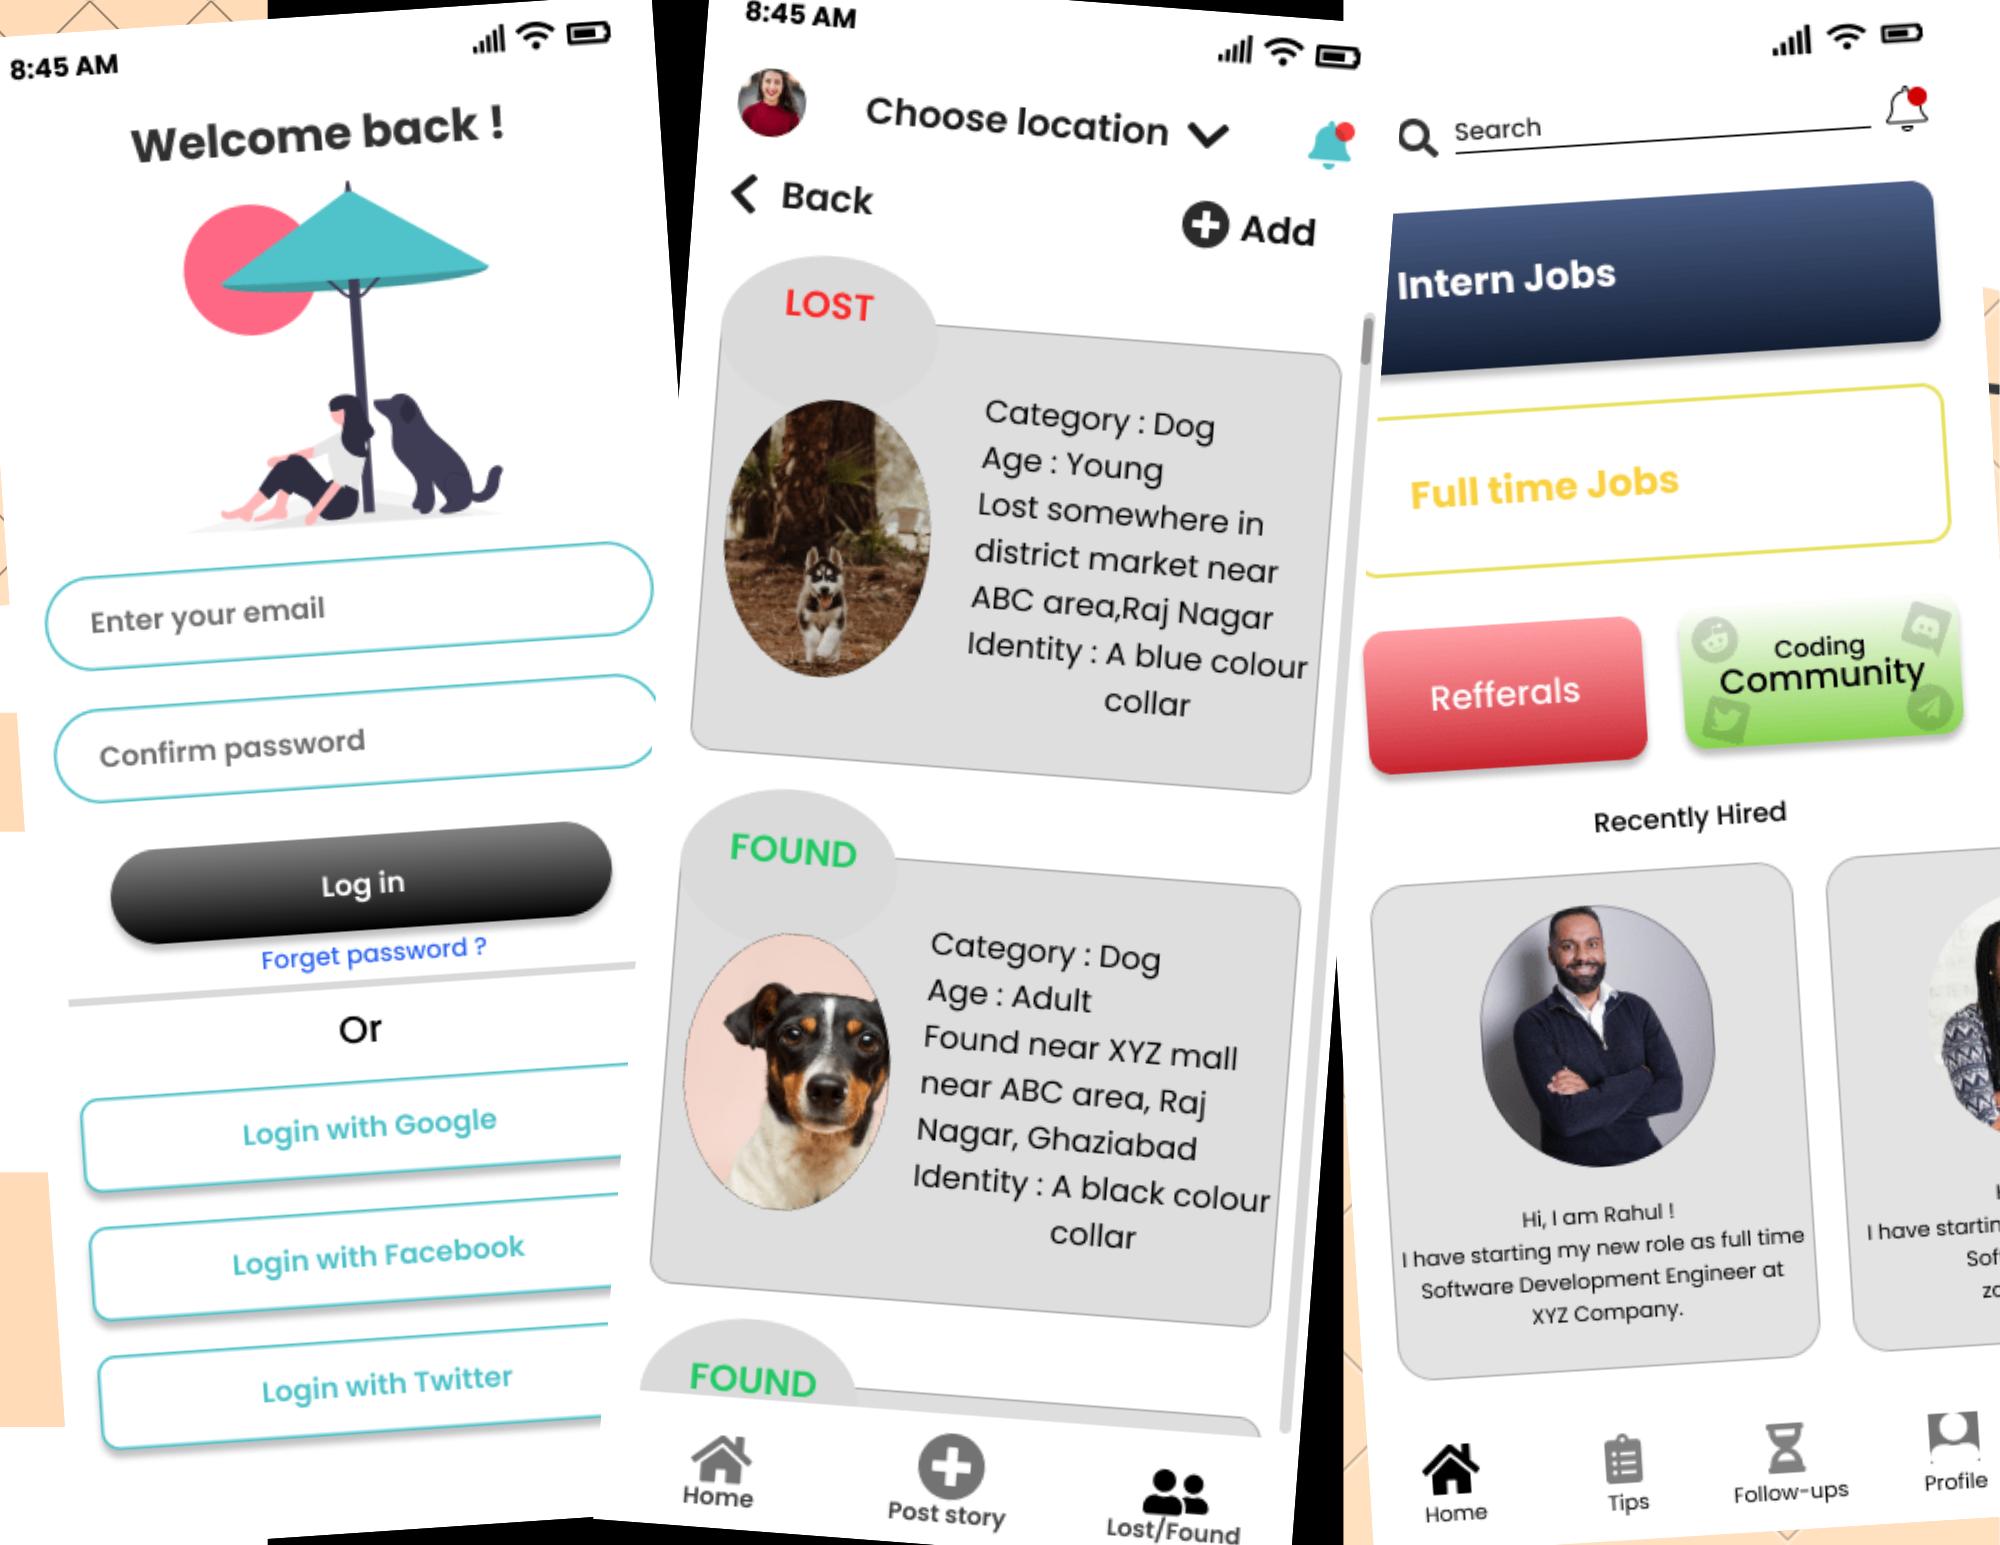 8:45 AM
Welcome back !
Enter your email
Confirm password
Log in
Forget password ?
Or
Login with Google
Login with Facebook
Login with Twitter
8:45 AM
Choose location
Back
Add
LOST
Category : Dog
Age : Young
Lost somewhere in
district market near
ABC area,Raj Nagar
Identity : A blue colour
collar
FOUND
Category : Dog
Age : Adult
Found near XYZ mall
near ABC area, Raj
Nagar, Ghaziabad
Identity : A black colour
collar
FOUND
Home
Post story
Lost/Found
Search
Intern Jobs
Full time Jobs
Refferals
Coding
Community
Recently Hired
Hi, I am Rahul !
I have starting my new role as full time
Software Development Engineer at
XYZ Company.
I have startin
Sof
Home
Tips
Follow-ups
Profile